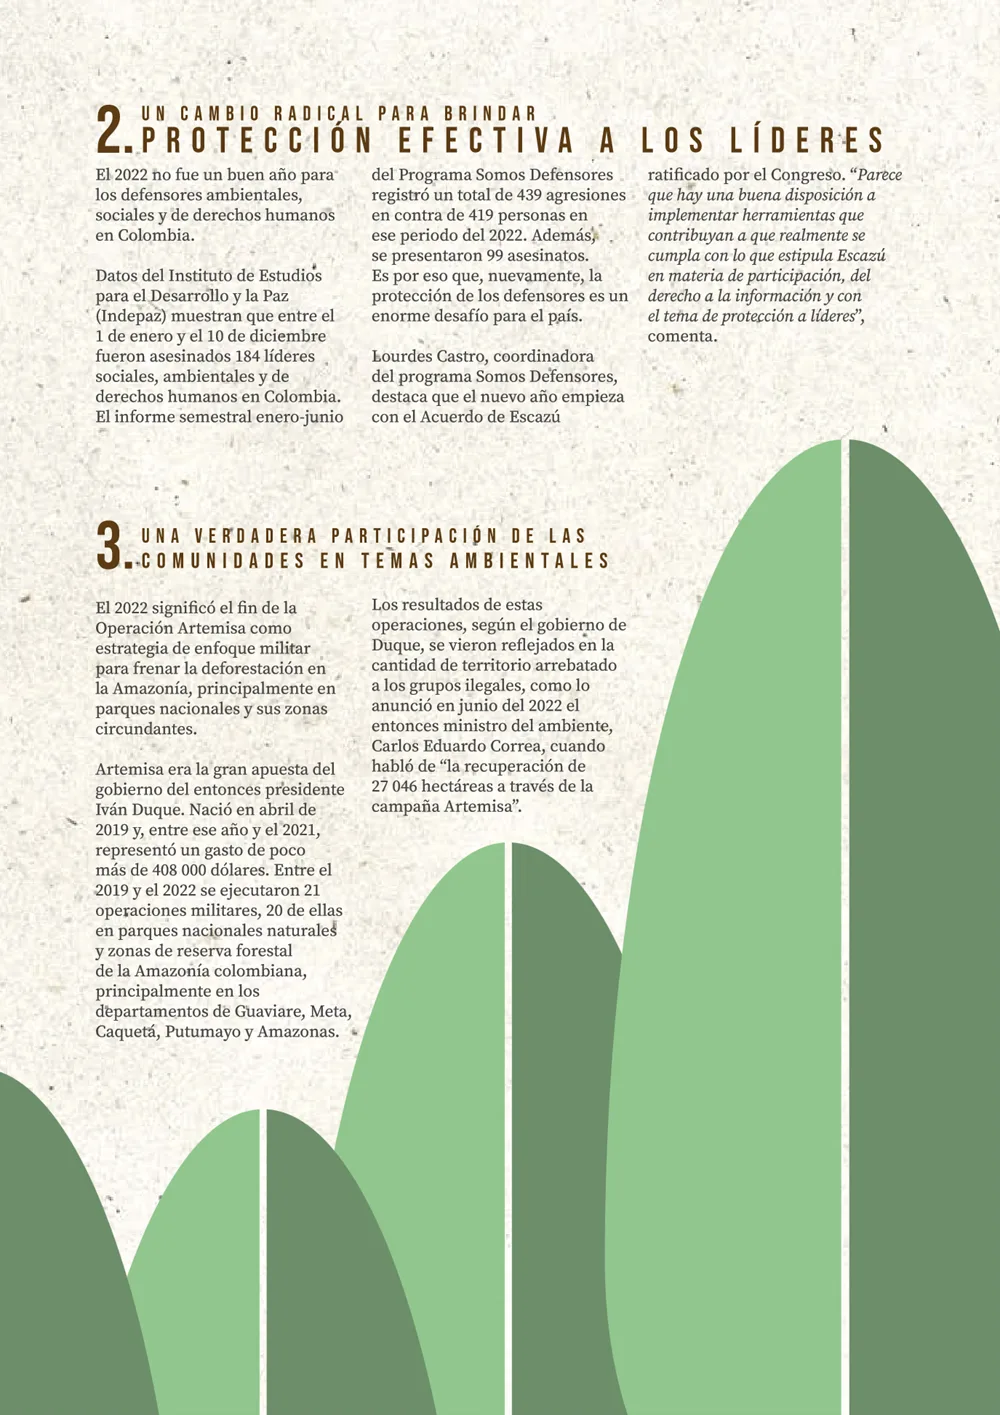 2.
UN CAMBIO RADICAL PARA BRINDAR
PROTECCIÓN EFECTIVA A LOS LÍDERES
El 2022 no fue un buen año para
los defensores ambientales,
sociales y de derechos humanos
en Colombia.
Datos del Instituto de Estudios
para el Desarrollo y la Paz
(Indepaz) muestran que entre el
1 de enero y el 10 de diciembre
fueron asesinados 184 líderes
sociales, ambientales y de
derechos humanos en Colombia.
El informe semestral enero-junio
del Programa Somos Defensores
registró un total de 439 agresiones
en contra de 419 personas en
ese periodo del 2022. Además,
se presentaron 99 asesinatos.
Es por eso que, nuevamente, la
protección de los defensores es un
enorme desafío para el país.
Lourdes Castro, coordinadora
del programa Somos Defensores,
destaca que el nuevo año empieza
con el Acuerdo de Escazú
ratificado por el Congreso. “Parece
que hay una buena disposición a
implementar herramientas que
contribuyan a que realmente se
cumpla con lo que estipula Escazú
en materia de participación, del
derecho a la información y con
el tema de protección a líderes”,
comenta.
3.
UNA VERDADERA PARTICIPACIÓN DE LAS
COMUNIDADES EN TEMAS AMBIENTALES
El 2022 significó el fin de la
Operación Artemisa como
estrategia de enfoque militar
para frenar la deforestación en
la Amazonía, principalmente en
parques nacionales y sus zonas
circundantes.
Artemisa era la gran apuesta del
gobierno del entonces presidente
Iván Duque. Nació en abril de
2019 y, entre ese año y el 2021,
representó un gasto de poco
más de 408 000 dólares. Entre el
2019 y el 2022 se ejecutaron 21
operaciones militares, 20 de ellas
en parques nacionales naturales
y zonas de reserva forestal
de la Amazonía colombiana,
principalmente en los
departamentos de Guaviare, Meta,
Caquetá, Putumayo y Amazonas.
Los resultados de estas
operaciones, según el gobierno de
Duque, se vieron reflejados en la
cantidad de territorio arrebatado
a los grupos ilegales, como lo
anunció en junio del 2022 el
entonces ministro del ambiente,
Carlos Eduardo Correa, cuando
habló de “la recuperación de
27 046 hectáreas a través de la
campaña Artemisa”.